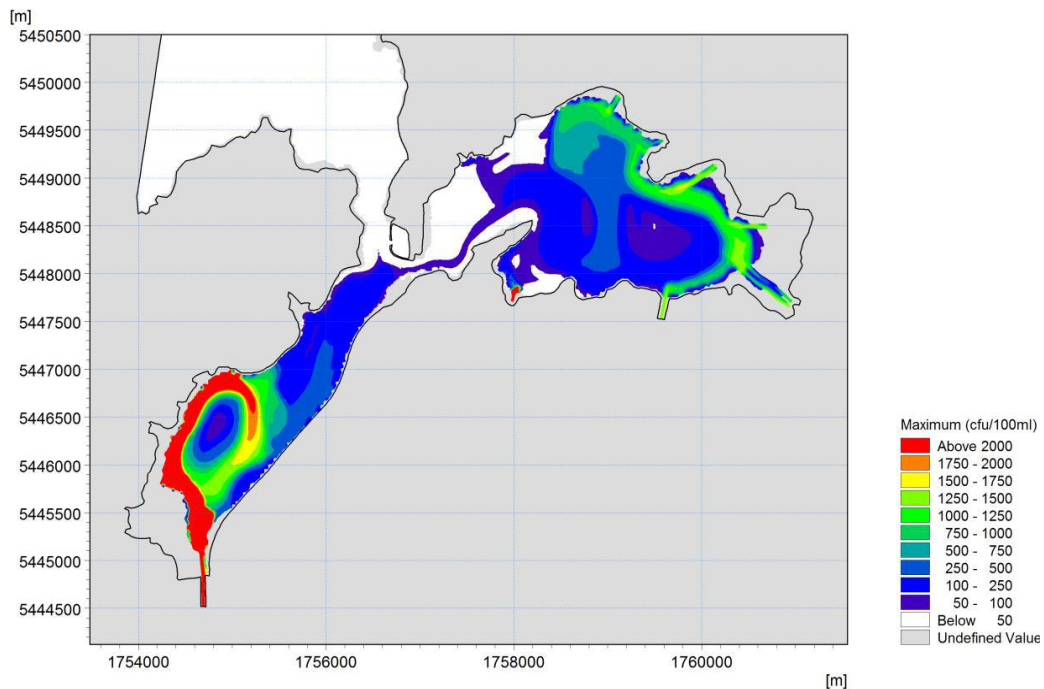 [m]
5450500
5450000
5449500
5449000
5448500
5448000
5447500
5447000
5446500
5446000
5445500
5445000
5444500
1754000 1756000 1758000 1760000
[m]
Maximum (cfu/100ml)
Above 2000
1750 - 2000
1500 - 1750
1250 - 1500
1000 - 1250
750 - 1000
500 - 750
250 - 500
100 - 250
50 - 100
Below 50
Undefined Value